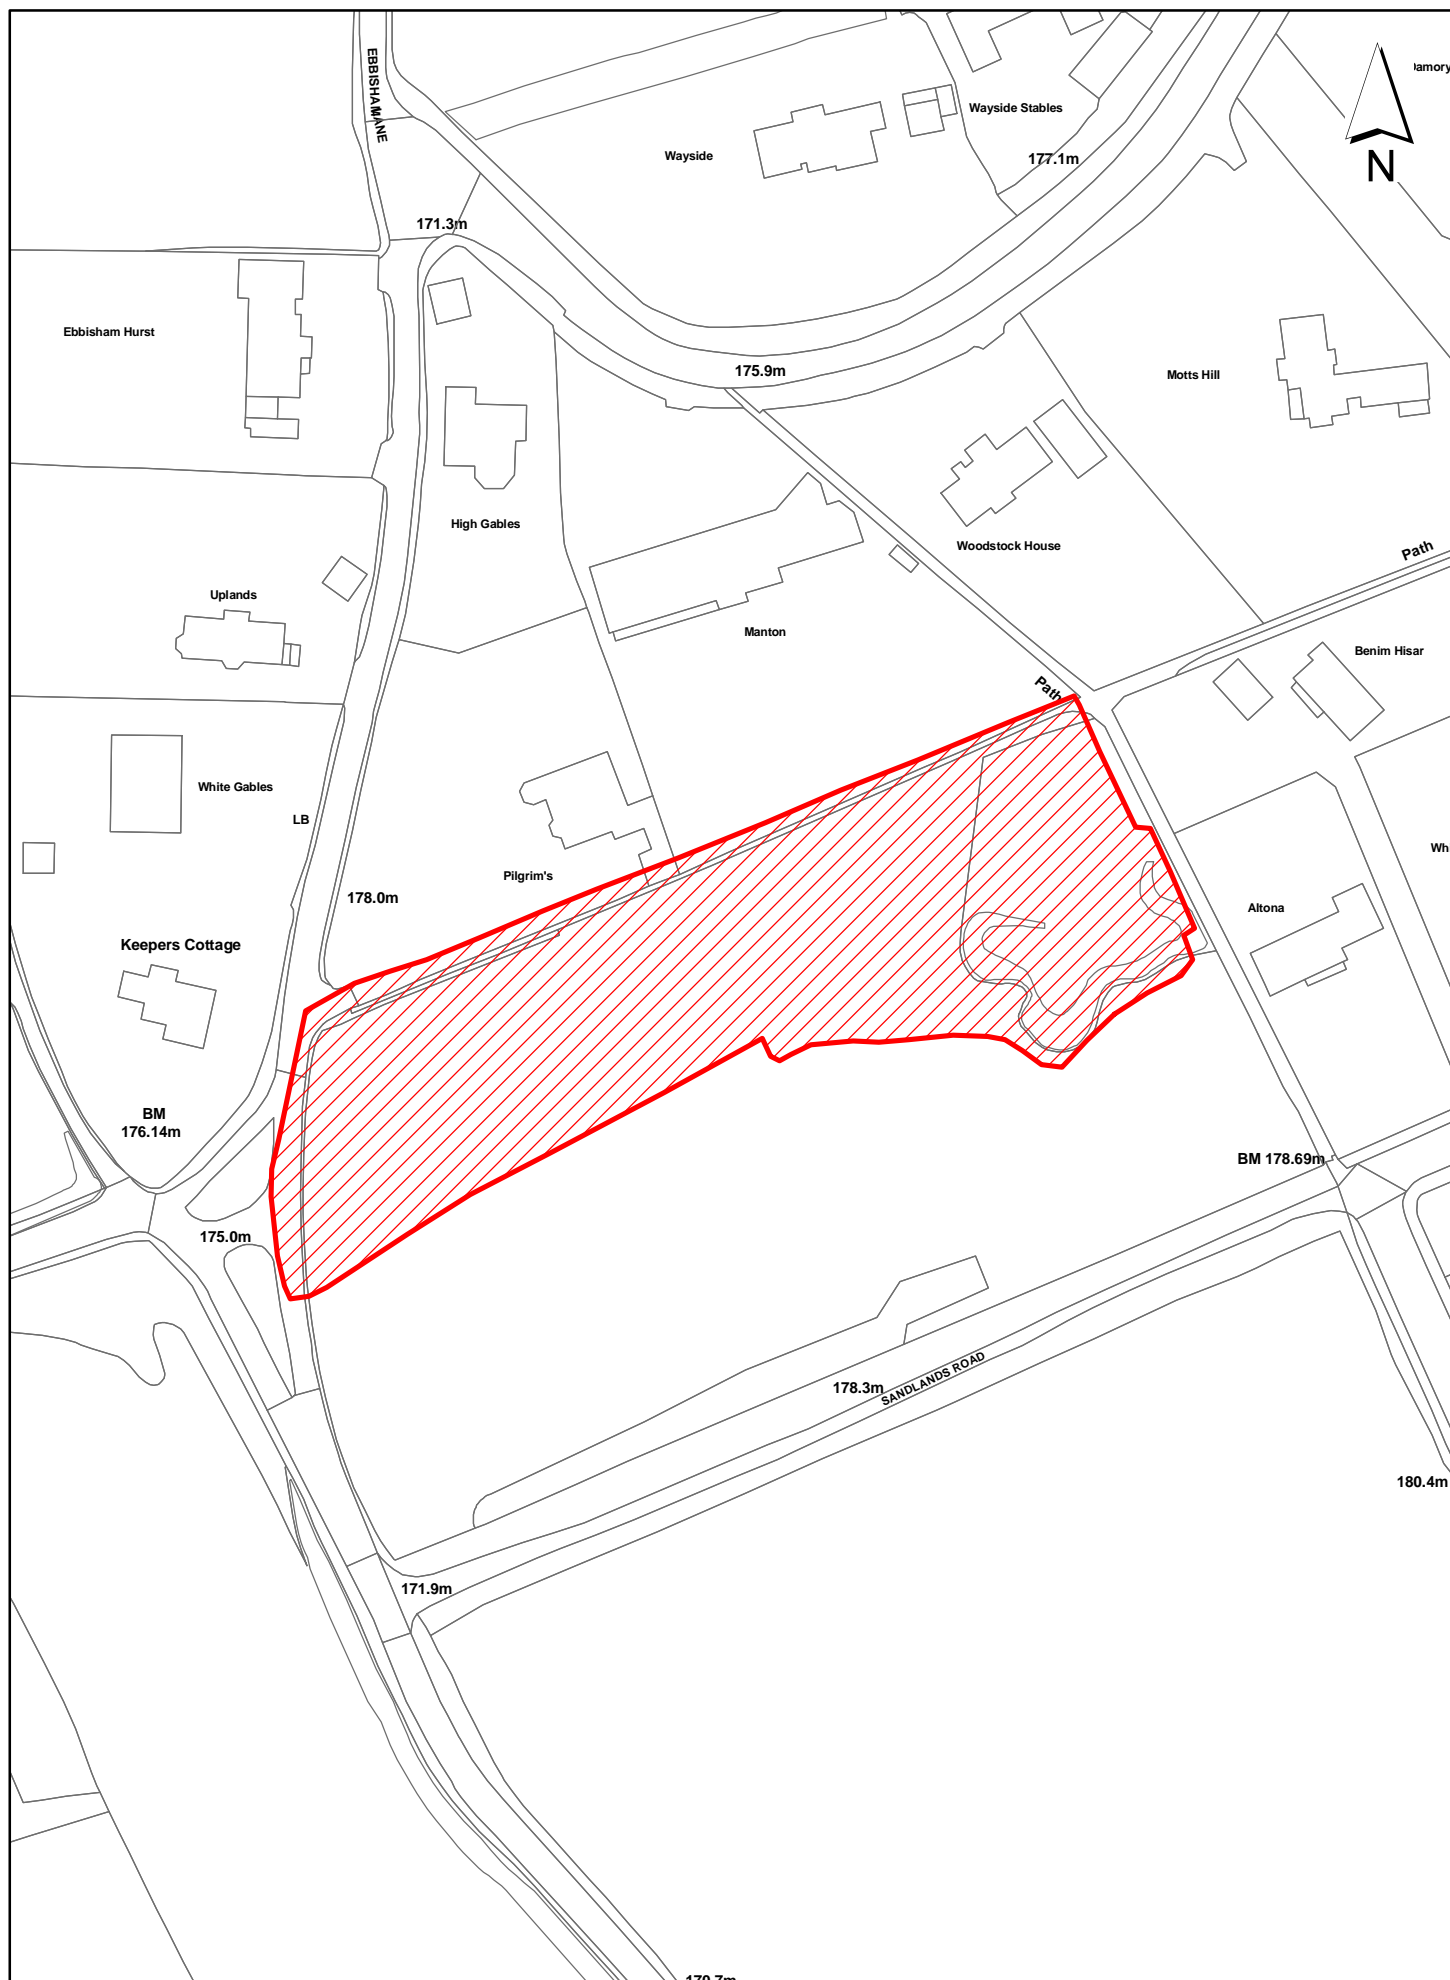 EBBISHAM LANE
Wayside Stables
Wayside
177.1m
N
171.3m
Ebbisham Hurst
175.9m
Motts Hill
High Gables
Woodstock House
Path
Uplands
Manton
Benim Hisar
Path
White Gables
LB
Pilgrim's
178.0m
Altona
Keepers Cottage
BM
176.14m
BM 178.69m
175.0m
SANDLANDS ROAD
178.3m
180.4m
171.9m